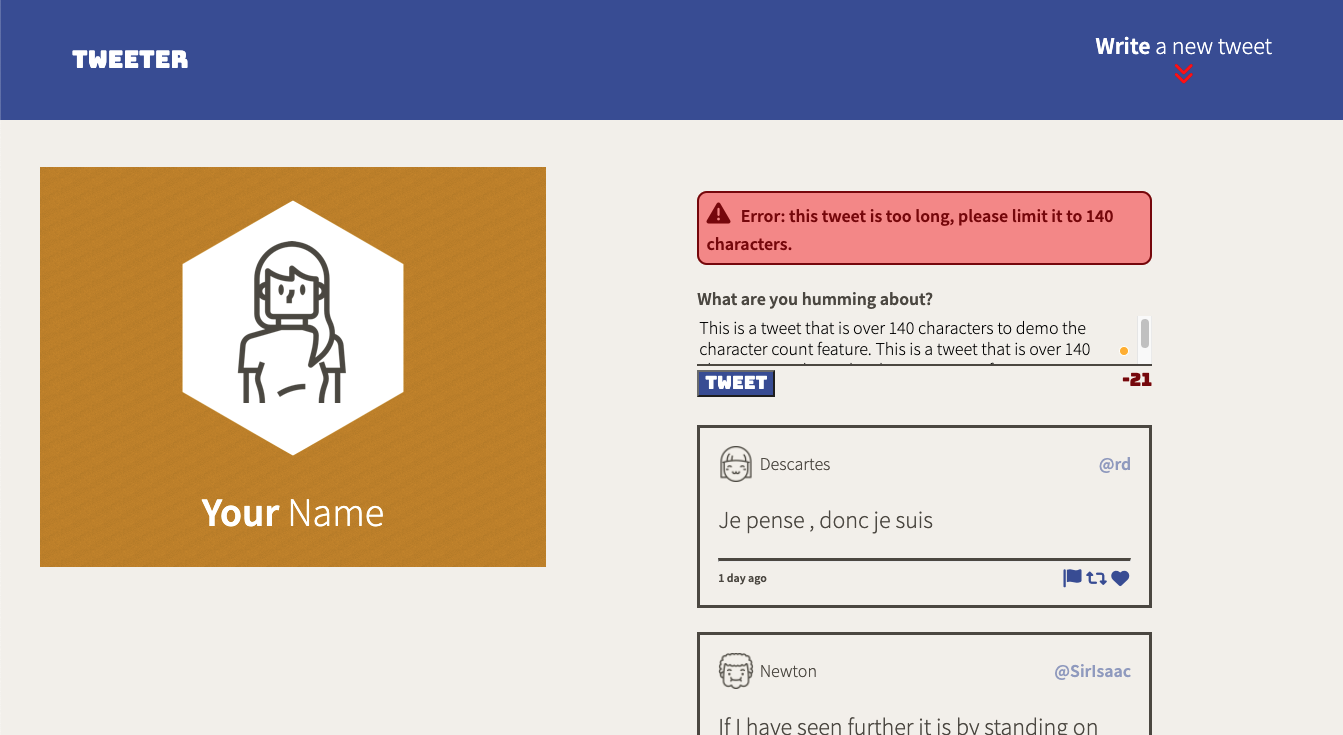 TWEETER
Write a new tweet
Your Name
Error: this tweet is too long, please limit it to 140
characters.
What are you humming about?
This is a tweet that is over 140 characters to demo the
character count feature. This is a tweet that is over 140
TWEET
-21
Descartes
@rd
Je pense , donc je suis
1 day ago
Newton
@SirIsaac
If I have seen further it is by standing on